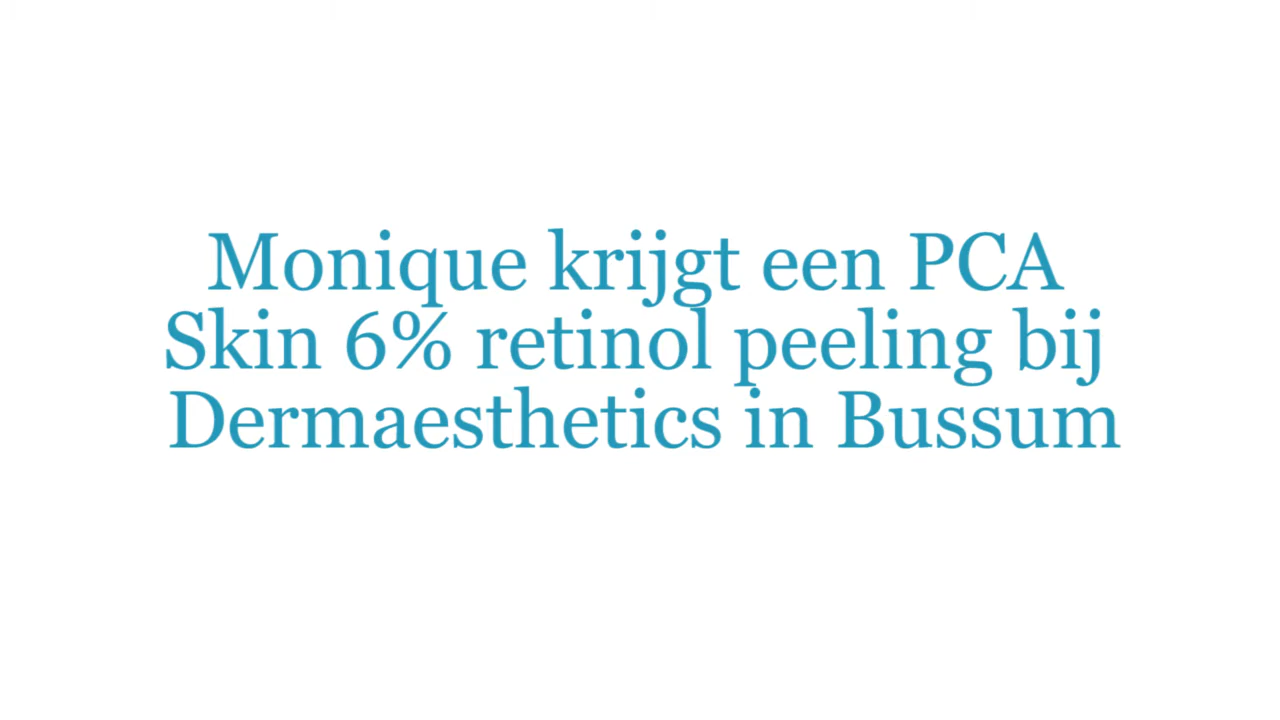 Monique krijgt een PCA
Skin 6% retinol peeling bij
Dermaesthetics in Bussum